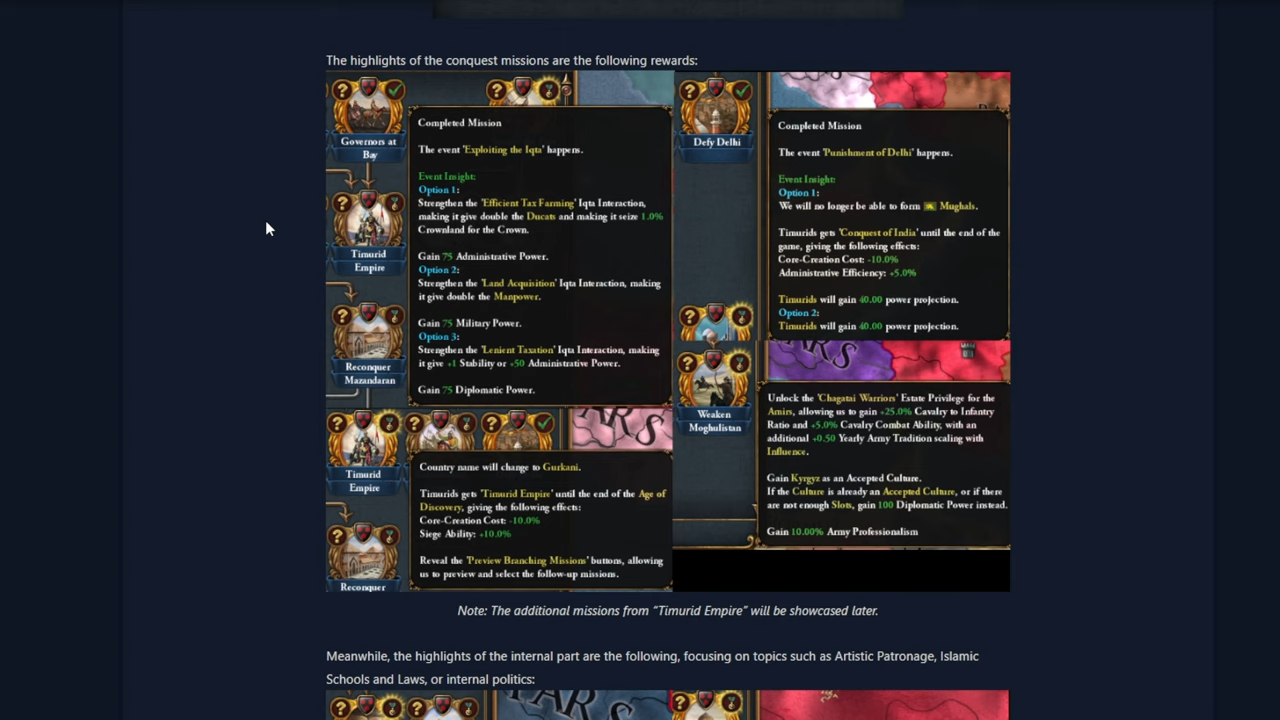 The highlights of the conquest missions are the following rewards:
Governors at
Bay
Timurid
Empire
Reconquer
Mazandaran
Completed Mission
The event 'Exploiting the Iqta' happens.
Event Insight:
Option 1:
Strengthen the 'Efficient Tax Farming' Iqta Interaction,
making it give double the Ducats and making it seize 1.0%
Crownland for the Crown.
Gain 75 Administrative Power.
Option 2:
Strengthen the 'Land Acquisition' Iqta Interaction, making
it give double the Manpower.
Gain 75 Military Power.
Option 3:
Strengthen the 'Lenient Taxation' Iqta Interaction, making
it give +1 Stability or +50 Administrative Power.
Gain 75 Diplomatic Power.
Defy Delhi
Completed Mission
The event 'Punishment of Delhi' happens.
Event Insight:
Option 1:
We will no longer be able to form Mughals.
Timurids gets 'Conquest of India' until the end of the
game, giving the following effects:
Core-Creation Cost: -10.0%
Administrative Efficiency: +5.0%
Timurids will gain 40.00 power projection.
Option 2:
Timurids will gain 40.00 power projection.
Timurid
Empire
Reconquer
ARS
Country name will change to Gurkani.
Timurids gets 'Timurid Empire' until the end of the Age of
Discovery, giving the following effects:
Core-Creation Cost: -10.0%
Siege Ability: +10.0%
Reveal the 'Preview Branching Missions' buttons, allowing
us to preview and select the follow-up missions.
ARS
Weaken
Moghulistan
Unlock the 'Chagatai Warriors' Estate Privilege for the
Amirs, allowing us to gain +25.0% Cavalry to Infantry
Ratio and +5.0% Cavalry Combat Ability, with an
additional +0.50 Yearly Army Tradition scaling with
Influence.
Gain Kyrgyz as an Accepted Culture.
If the Culture is already an Accepted Culture, or if there
are not enough Slots, gain 100 Diplomatic Power instead.
Gain 10.00% Army Professionalism
Note: The additional missions from “Timurid Empire” will be showcased later.
Meanwhile, the highlights of the internal part are the following, focusing on topics such as Artistic Patronage, Islamic
Schools and Laws, or internal politics: